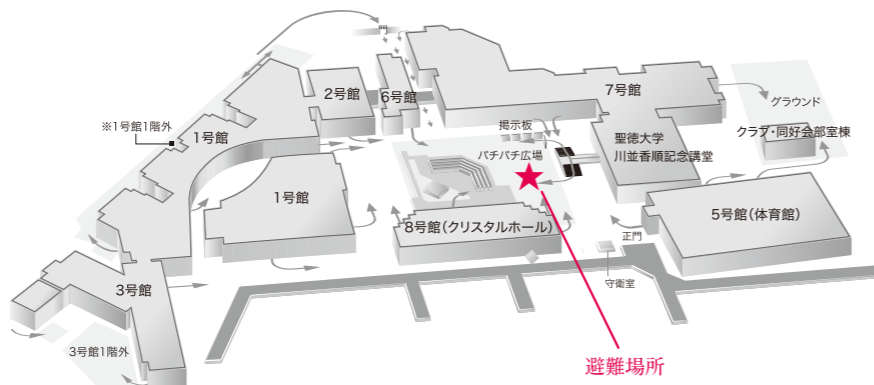 2号館
6号館
7号館
グラウンド
※1号館1階外
1号館
掲示板
パチパチ広場
聖徳大学
川並香順記念講堂
クラブ・同好会部室棟
1号館
8号館(クリスタルホール)
5号館(体育館)
正門
守衛室
3号館
3号館1階外
避難場所